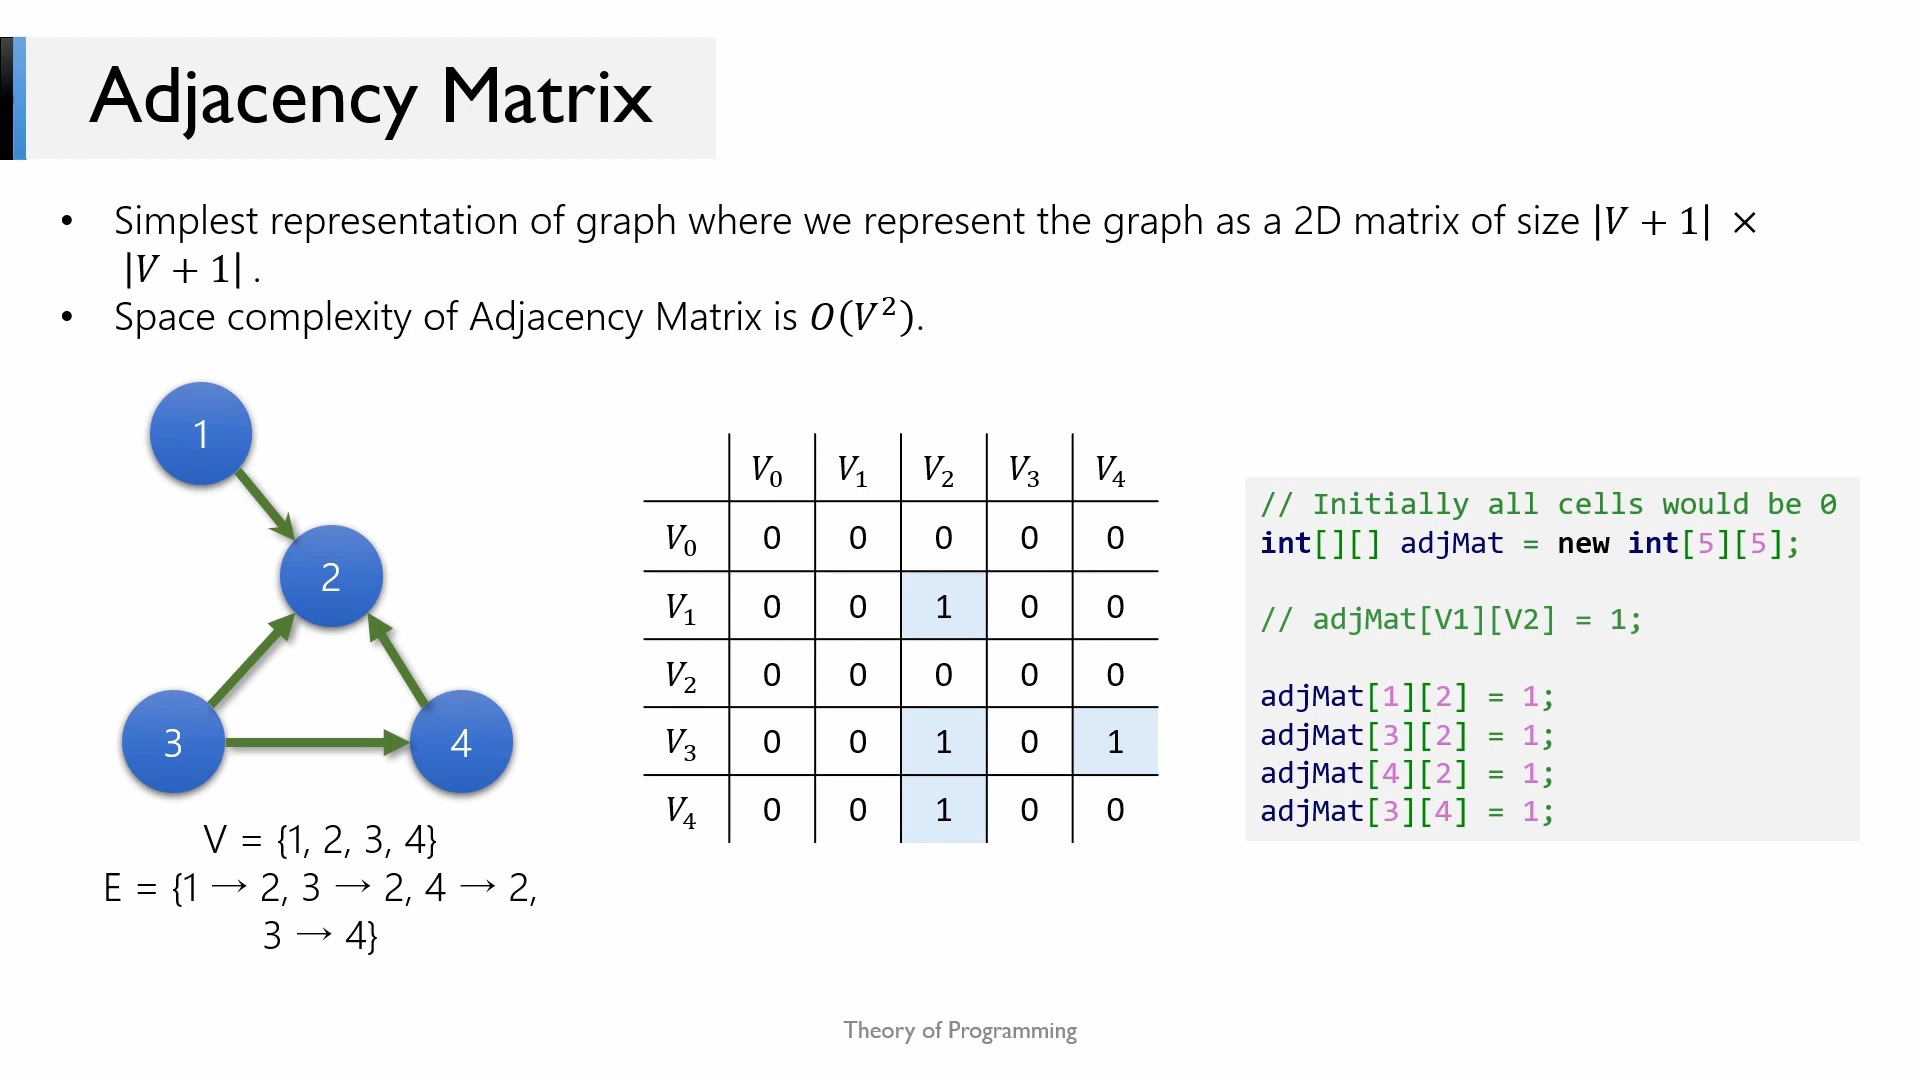 Adjacency Matrix
• Simplest representation of graph where we represent the graph as a 2D matrix of size |V + 1| ×
|V + 1| .
• Space complexity of Adjacency Matrix is O(V²).
1
2
3
4
V = {1, 2, 3, 4}
E = {1 → 2, 3 → 2, 4 → 2,
3 → 4}
V₀ V₁ V₂ V₃ V₄
V₀ 0 0 0 0 0
V₁ 0 0 1 0 0
V₂ 0 0 0 0 0
V₃ 0 0 1 0 1
V₄ 0 0 1 0 0
// Initially all cells would be 0
int[][] adjMat = new int[5][5];
// adjMat[V1][V2] = 1;
adjMat[1][2] = 1;
adjMat[3][2] = 1;
adjMat[4][2] = 1;
adjMat[3][4] = 1;
Theory of Programming